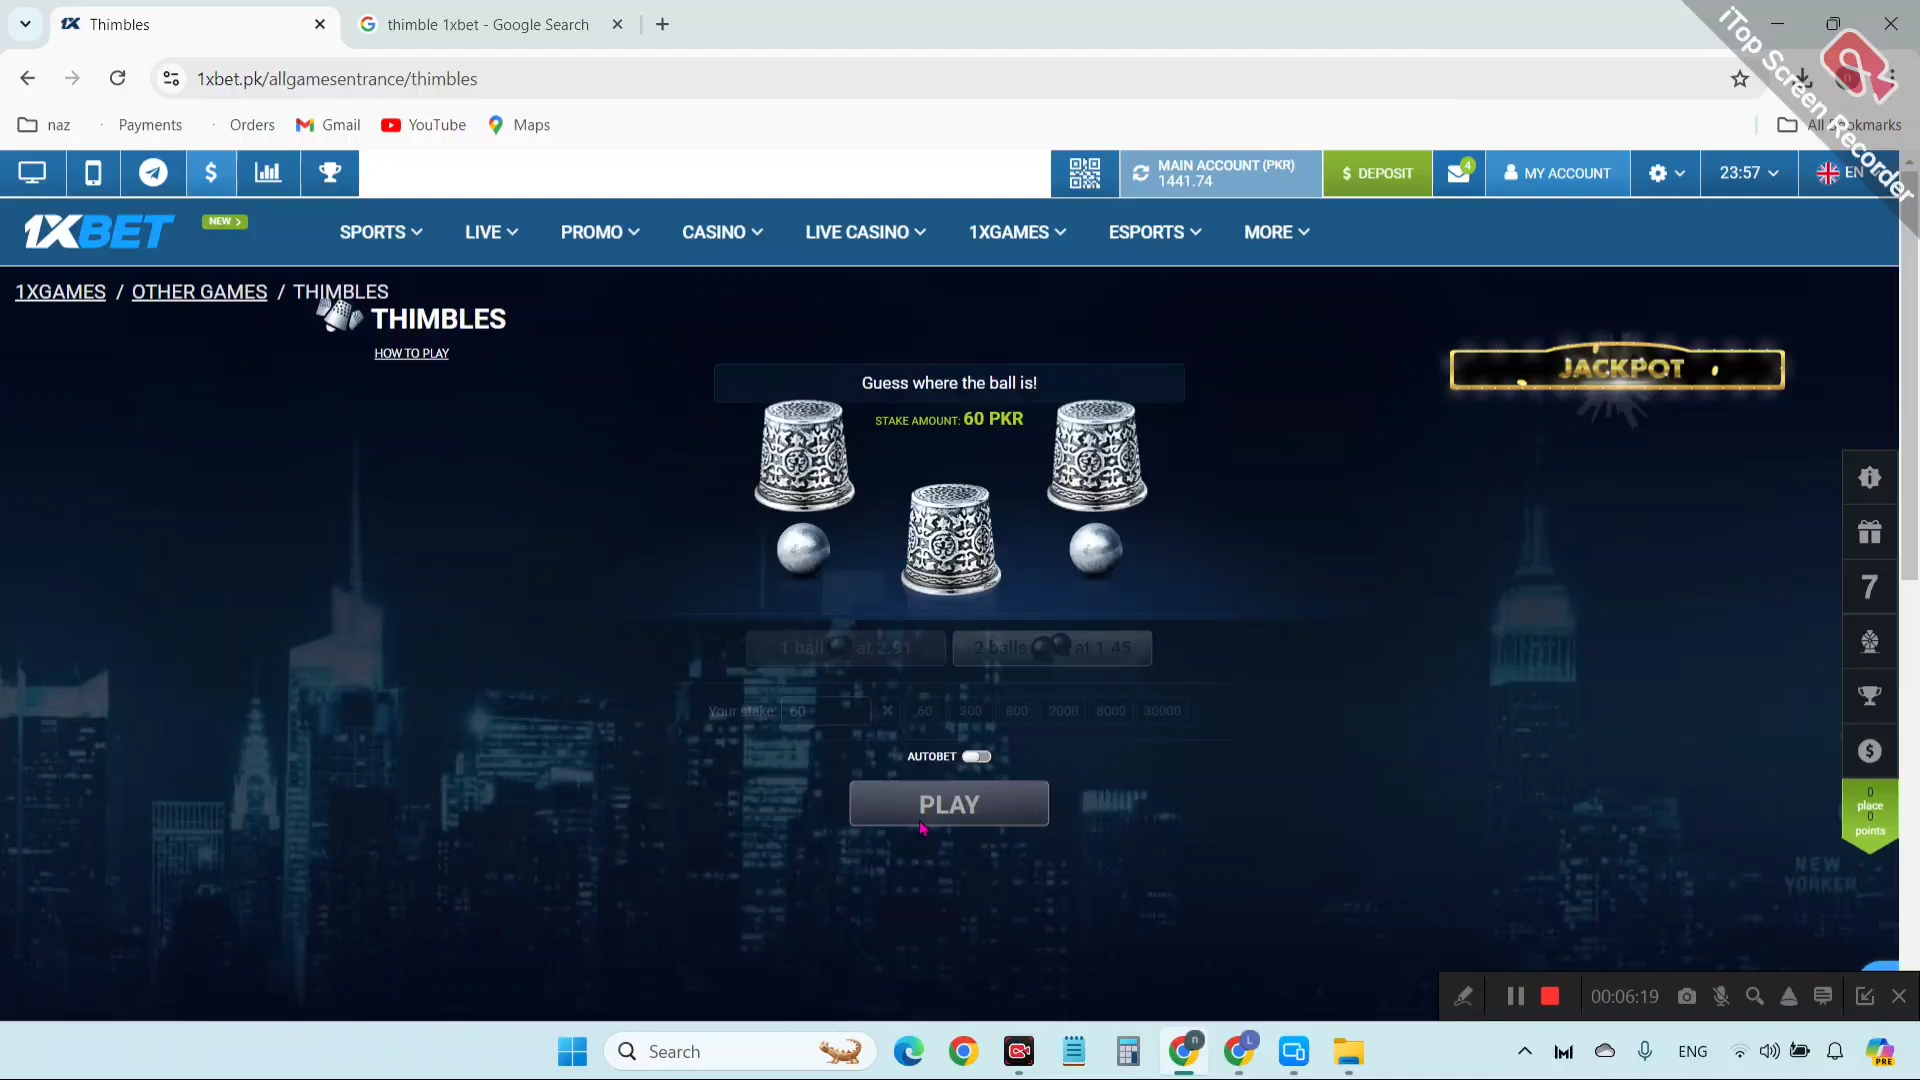 Thimbles
thimble 1xbet - Google Search
1xbet.pk/allgamesentrance/thimbles
naz
Payments
Orders
Gmail
YouTube
Maps
All Bookmarks
iTop Screen Recorder
MAIN ACCOUNT (PKR)
1441.74
$ DEPOSIT
4
MY ACCOUNT
23:57
EN
1XBET
NEW >
SPORTS
LIVE
PROMO
CASINO
LIVE CASINO
1XGAMES
ESPORTS
MORE
1XGAMES / OTHER GAMES / THIMBLES
THIMBLES
HOW TO PLAY
Guess where the ball is!
STAKE AMOUNT: 60 PKR
JACKPOT
1 ball at 2.91
2 balls at 1.45
Your stake: 60
60 300 800 2000 8000 30000
AUTOBET
PLAY
7
0
place
0
points
NEW
YORKER
00:06:19
Search
n
L
ENG
PRE